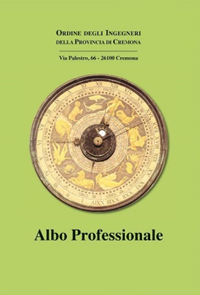 Ordine degli Ingegneri
della Provincia di Cremona
Via Palestro, 66 - 26100 Cremona
Albo Professionale